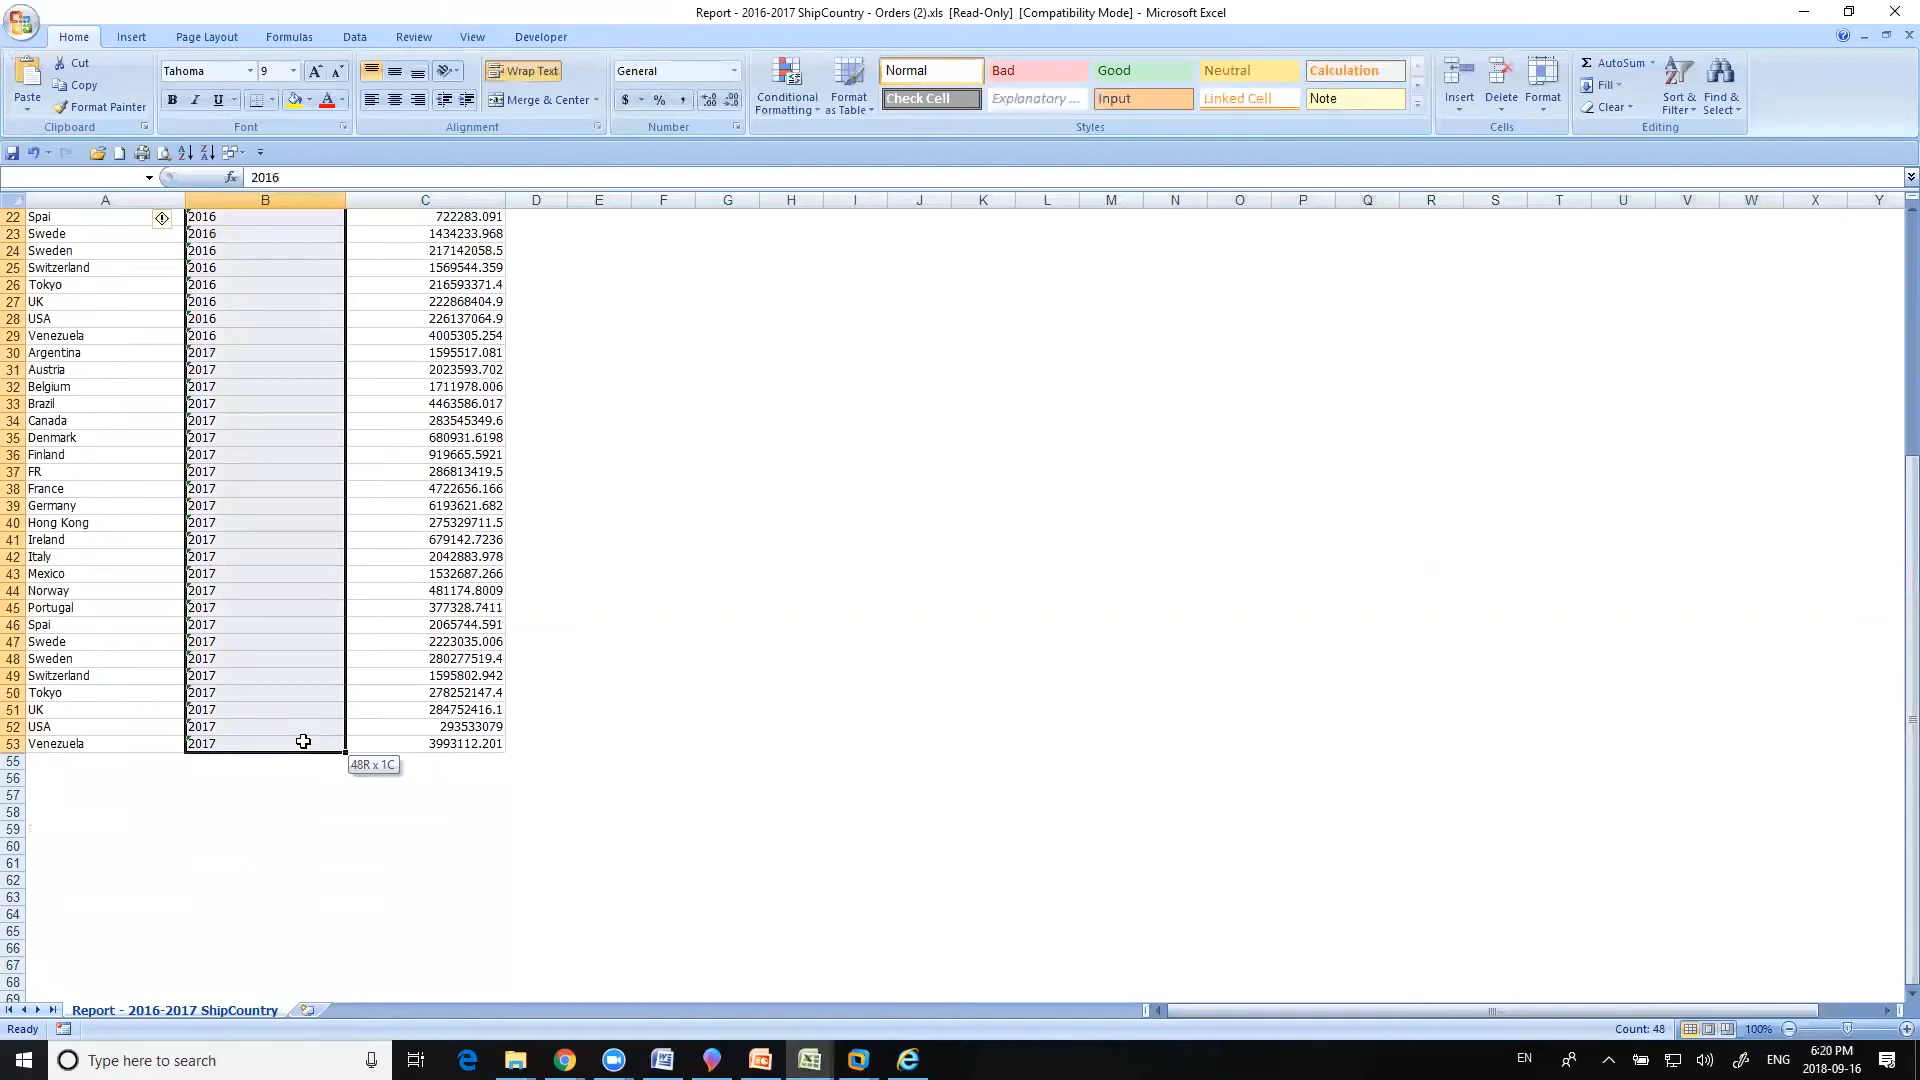 Report - 2016-2017 ShipCountry - Orders (2).xls [Read-Only] [Compatibility Mode] - Microsoft Excel
Home Insert Page Layout Formulas Data Review View Developer
Cut
Copy
Format Painter
Paste
Clipboard
Tahoma 9
B I U A
Font
Wrap Text
Merge & Center
Alignment
General
$ % ,
Number
Conditional Formatting
Format as Table
Normal Bad Good Neutral Calculation
Check Cell Explanatory ... Input Linked Cell Note
Styles
Insert Delete Format
Cells
Σ AutoSum
Fill
Clear
Sort & Filter
Find & Select
Editing
fx 2016
A B C D E F G H I J K L M N O P Q R S T U V W X Y
22 Spai 2016 722283.091
23 Swede 2016 1434233.968
24 Sweden 2016 217142058.5
25 Switzerland 2016 1569544.359
26 Tokyo 2016 216593371.4
27 UK 2016 222868404.9
28 USA 2016 226137064.9
29 Venezuela 2016 4005305.254
30 Argentina 2017 1595517.081
31 Austria 2017 2023593.702
32 Belgium 2017 1711978.006
33 Brazil 2017 4463586.017
34 Canada 2017 283545349.6
35 Denmark 2017 680931.6198
36 Finland 2017 919665.5921
37 FR 2017 286813419.5
38 France 2017 4722656.166
39 Germany 2017 6193621.682
40 Hong Kong 2017 275329711.5
41 Ireland 2017 679142.7236
42 Italy 2017 2042883.978
43 Mexico 2017 1532687.266
44 Norway 2017 481174.8009
45 Portugal 2017 377328.7411
46 Spai 2017 2065744.591
47 Swede 2017 2223035.006
48 Sweden 2017 280277519.4
49 Switzerland 2017 1595802.942
50 Tokyo 2017 278252147.4
51 UK 2017 284752416.1
52 USA 2017 293533079
53 Venezuela 2017 3993112.201
48R x 1C
55
56
57
58
59
60
61
62
63
64
65
66
67
68
69
Report - 2016-2017 ShipCountry
Ready Count: 48 100%
Type here to search
EN ENG 6:20 PM
2018-09-16